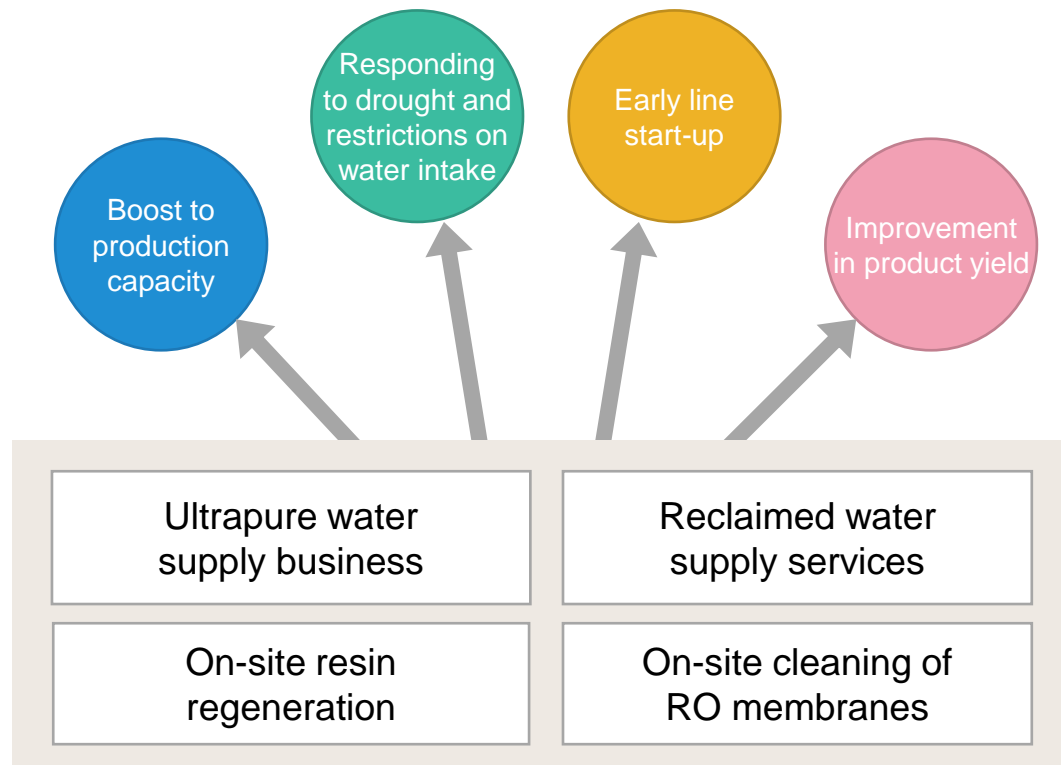 Boost to
production
capacity
Responding
to drought and
restrictions on
water intake
Early line
start-up
Improvement
in product yield
Ultrapure water
supply business
Reclaimed water
supply services
On-site resin
regeneration
On-site cleaning of
RO membranes